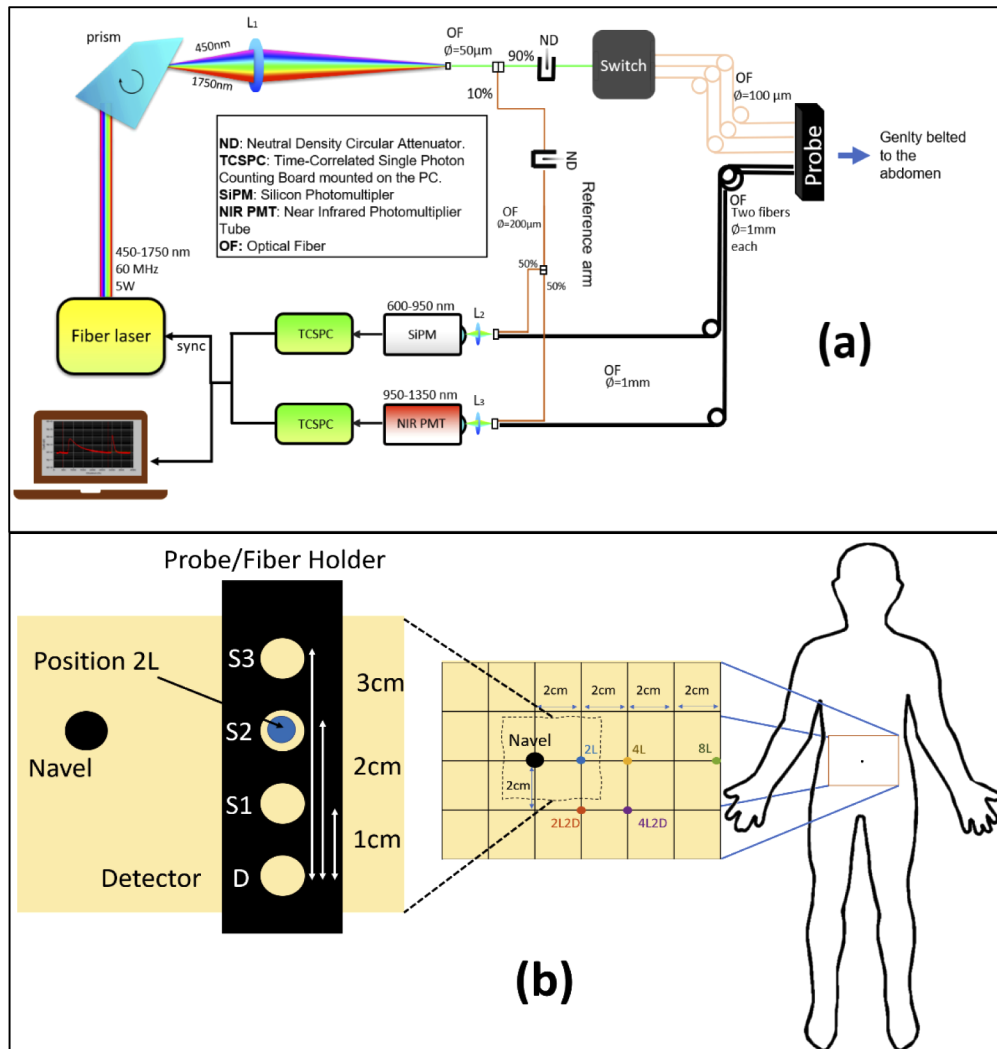 (a)
prism
450nm
1750nm
L₁
OF
Ø=50μm
90%
10%
ND
Switch
OF
Ø=100 μm
Probe
Genlty belted
to the
abdomen
ND: Neutral Density Circular Attenuator.
TCSPC: Time-Correlated Single Photon
Counting Board mounted on the PC.
SiPM: Silicon Photomultipler
NIR PMT: Near Infrared Photomultiplier
Tube
OF: Optical Fiber
ND
Reference arm
OF
Ø=200μm
50%
50%
OF
Two fibers
Ø=1mm
each
450-1750 nm
60 MHz
5W
Fiber laser
sync
TCSPC
600-950 nm
SiPM
L₂
OF
Ø=1mm
TCSPC
950-1350 nm
NIR PMT
L₃
Probe/Fiber Holder
Position 2L
Navel
S3
S2
S1
Detector
D
3cm
2cm
1cm
2cm
2cm
2cm
2cm
Navel
2L
4L
8L
2cm
2L2D
4L2D
(b)